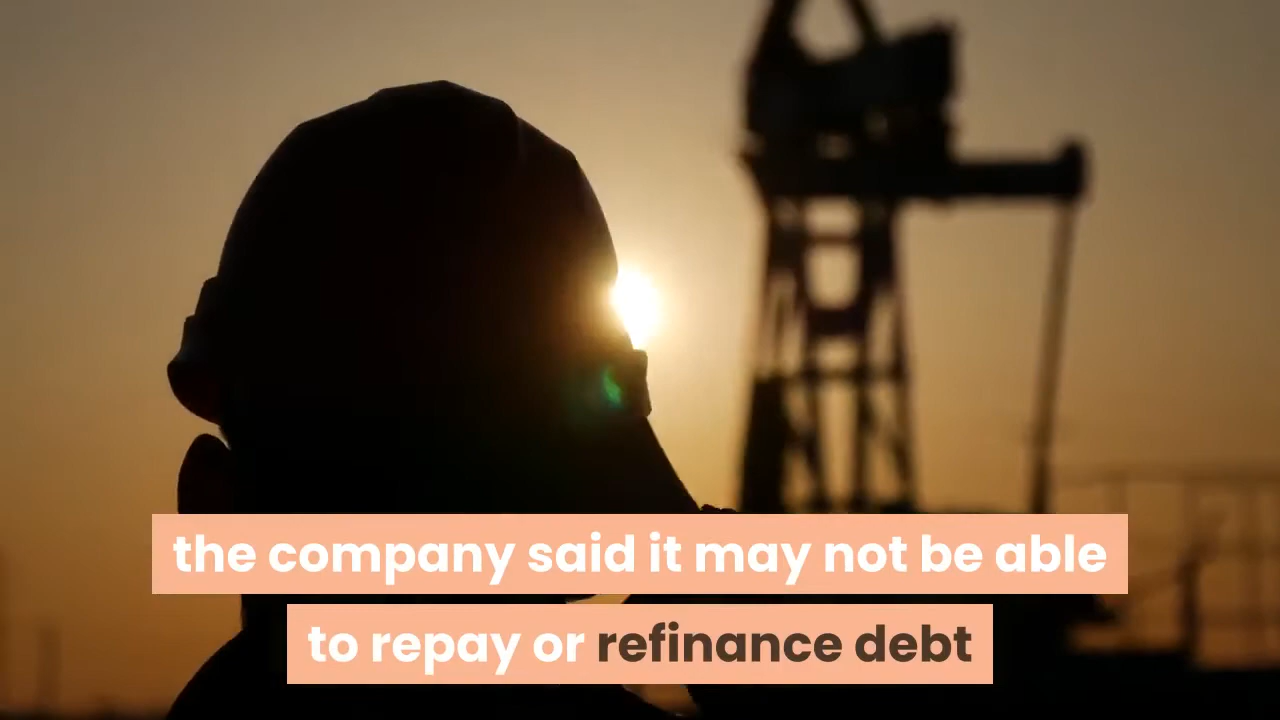 the company said it may not be able
to repay or refinance debt